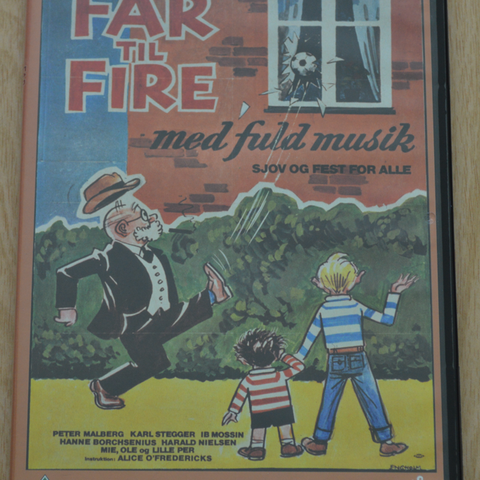 FAR
TIL
FIRE
med fuld musik
SJOV OG FEST FOR ALLE
PETER MALBERG KARL STEGGER IB MOSSIN
HANNE BORCHSENIUS HARALD NIELSEN
MIE, OLE og LILLE PER
Instruktion: ALICE O'FREDERICKS